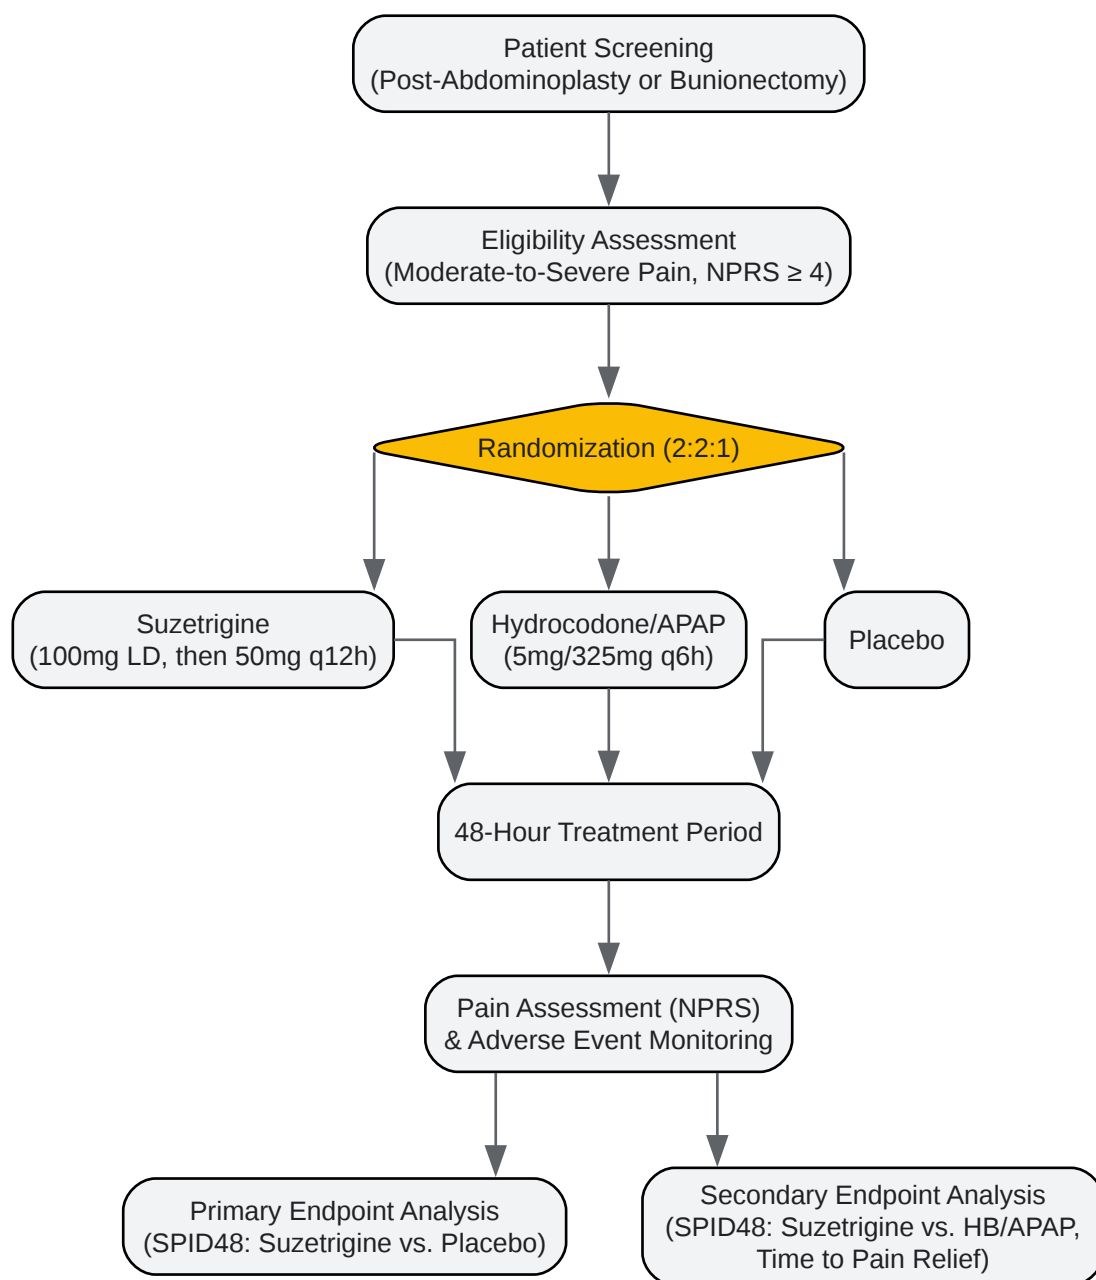 Patient Screening
(Post-Abdominoplasty or Bunionectomy)
Eligibility Assessment
(Moderate-to-Severe Pain, NPRS ≥ 4)
Randomization (2:2:1)
Suzetrigine
(100mg LD, then 50mg q12h)
Hydrocodone/APAP
(5mg/325mg q6h)
Placebo
48-Hour Treatment Period
Pain Assessment (NPRS)
& Adverse Event Monitoring
Primary Endpoint Analysis
(SPID48: Suzetrigine vs. Placebo)
Secondary Endpoint Analysis
(SPID48: Suzetrigine vs. HB/APAP,
Time to Pain Relief)